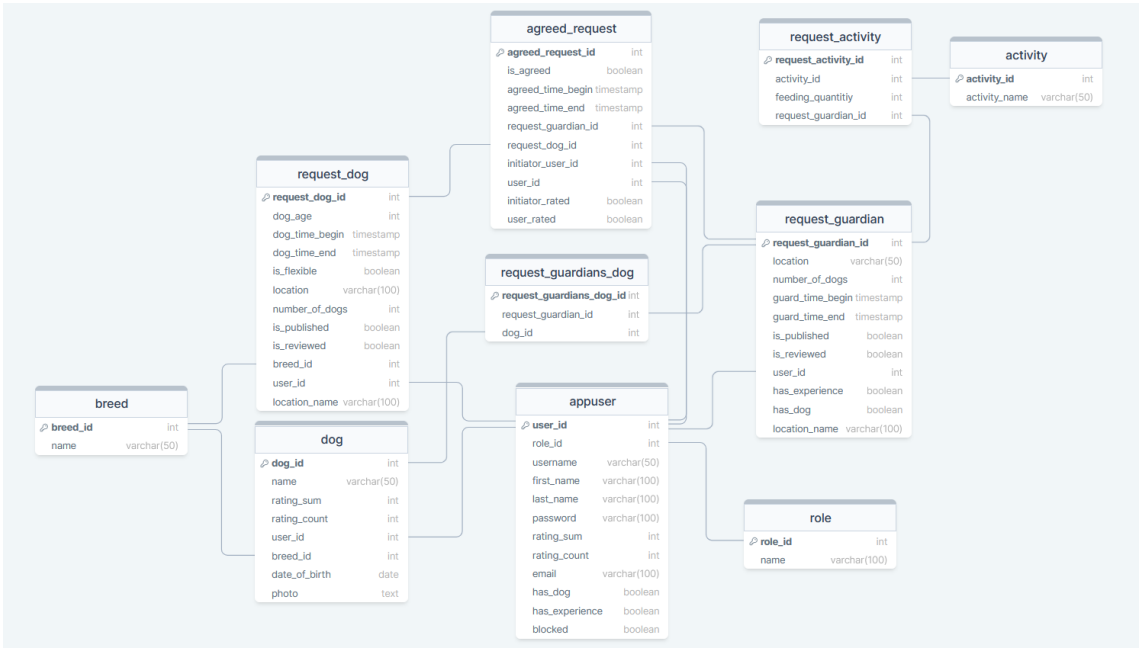 agreed_request
agreed_request_id int
is_agreed boolean
agreed_time_begin timestamp
agreed_time_end timestamp
request_guardian_id int
request_dog_id int
initiator_user_id int
user_id int
initiator_rated boolean
user_rated boolean
request_activity
request_activity_id int
activity_id int
feeding_quantitiy int
request_guardian_id int
activity
activity_id int
activity_name varchar(50)
request_dog
request_dog_id int
dog_age int
dog_time_begin timestamp
dog_time_end timestamp
is_flexible boolean
location varchar(100)
number_of_dogs int
is_published boolean
is_reviewed boolean
breed_id int
user_id int
location_name varchar(100)
request_guardian
request_guardian_id int
location varchar(50)
number_of_dogs int
guard_time_begin timestamp
guard_time_end timestamp
is_published boolean
is_reviewed boolean
user_id int
has_experience boolean
has_dog boolean
location_name varchar(100)
request_guardians_dog
request_guardians_dog_id int
request_guardian_id int
dog_id int
breed
breed_id int
name varchar(50)
dog
dog_id int
name varchar(50)
rating_sum int
rating_count int
user_id int
breed_id int
date_of_birth date
photo text
appuser
user_id int
role_id int
username varchar(50)
first_name varchar(100)
last_name varchar(100)
password varchar(100)
rating_sum int
rating_count int
email varchar(100)
has_dog boolean
has_experience boolean
blocked boolean
role
role_id int
name varchar(100)